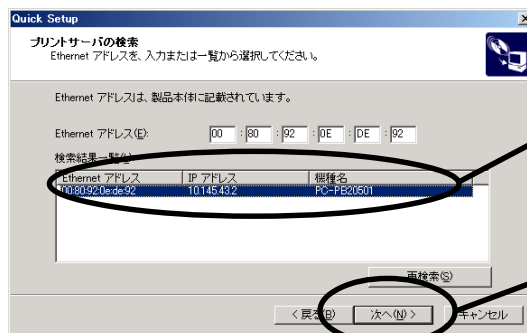 Quick Setup
プリントサーバの検索
Ethernet アドレスを、入力または一覧から選択してください。
Ethernet アドレスは、製品本体に記載されています。
Ethernet アドレス(E): 00 : 80 : 92 : 0E : DE : 92
検索結果一覧(L):
Ethernet アドレス IP アドレス 機種名
00:80:92:0e:de:92 10.145.43.2 PC-PB20501
再検索(S)
< 戻る(B) 次へ(N) > キャンセル